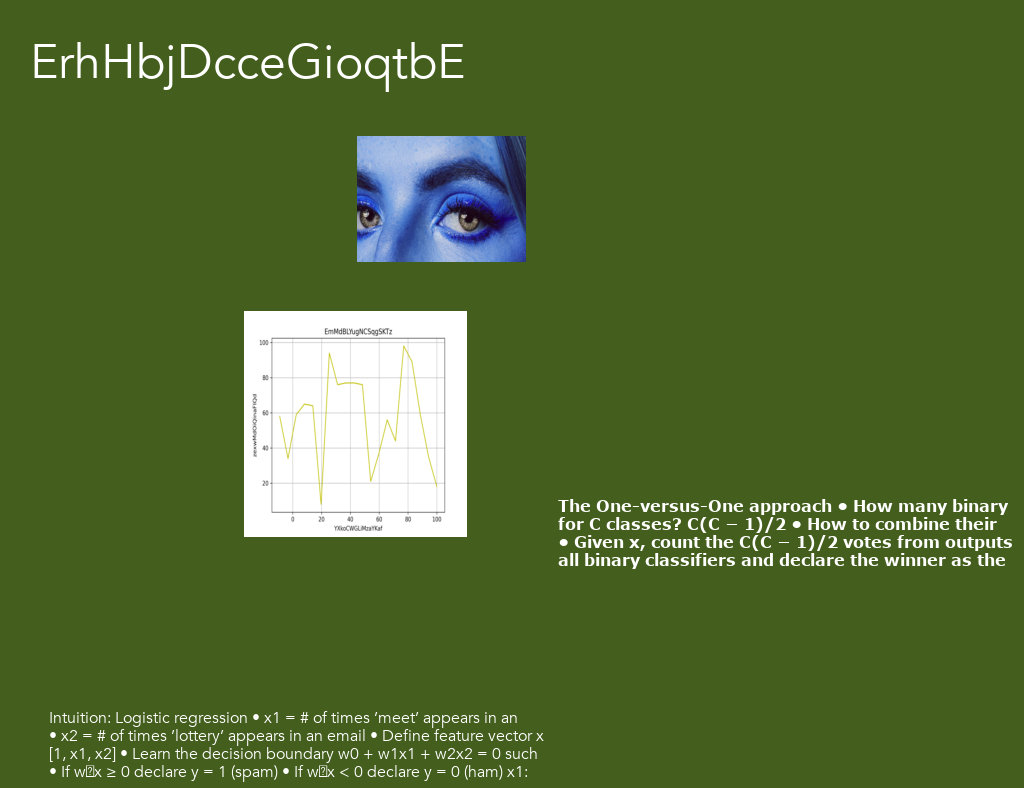 ErhHbjDcceGioqtbE
EmMdBLYugNCSqgSKTz
100
80
60
40
20
0 20 40 60 80 100
YXkoCWGLiMzaYKaf
The One-versus-One approach • How many binary
for C classes? C(C − 1)/2 • How to combine their
• Given x, count the C(C − 1)/2 votes from outputs
all binary classifiers and declare the winner as the
Intuition: Logistic regression • x1 = # of times ’meet’ appears in an
• x2 = # of times ’lottery’ appears in an email • Define feature vector x
[1, x1, x2] • Learn the decision boundary w0 + w1x1 + w2x2 = 0 such
• If w⊤x ≥ 0 declare y = 1 (spam) • If w⊤x < 0 declare y = 0 (ham) x1: